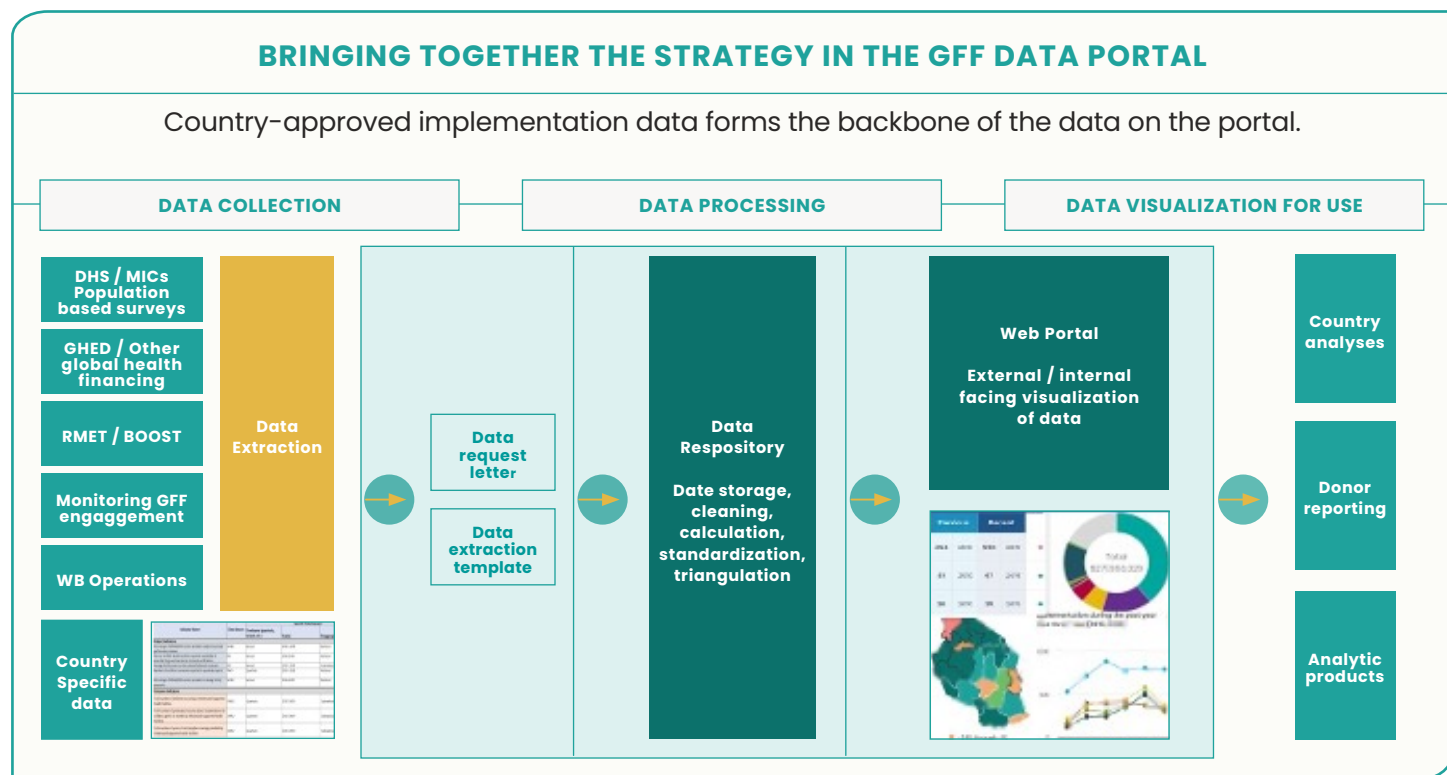 BRINGING TOGETHER THE STRATEGY IN THE GFF DATA PORTAL
Country-approved implementation data forms the backbone of the data on the portal.
DATA COLLECTION
DATA PROCESSING
DATA VISUALIZATION FOR USE
DHS / MICs
Population
based surveys
GHED / Other
global health
financing
RMET / BOOST
Monitoring GFF
engaggement
WB Operations
Country
Specific
data
Data
Extraction
Data
request
letter
Data
extraction
template
Data
Respository
Date storage,
cleaning,
calculation,
standardization,
triangulation
Web Portal
External / internal
facing visualization
of data
Total
Country
analyses
Donor
reporting
Analytic
products